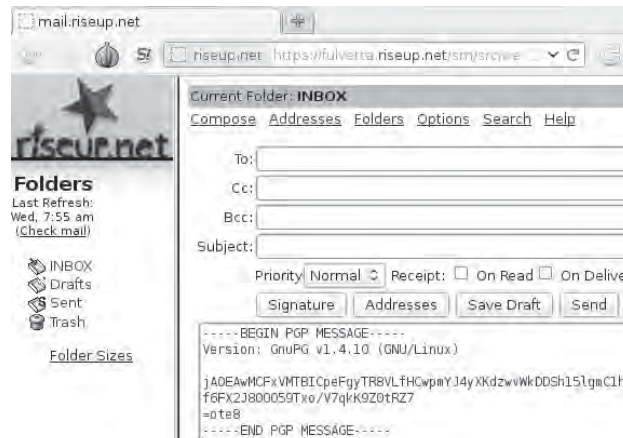 mail.riseup.net
riseup.net https://fulvetta.riseup.net/sm/src/we
riseup.net
Folders
Last Refresh:
Wed, 7:55 am
(Check mail)
INBOX
Drafts
Sent
Trash
Folder Sizes
Current Folder: INBOX
Compose Addresses Folders Options Search Help
To:
Cc:
Bcc:
Subject:
Priority Normal Receipt: On Read On Delive
Signature Addresses Save Draft Send
-----BEGIN PGP MESSAGE-----
Version: GnuPG v1.4.10 (GNU/Linux)
=ote8
-----END PGP MESSAGE-----